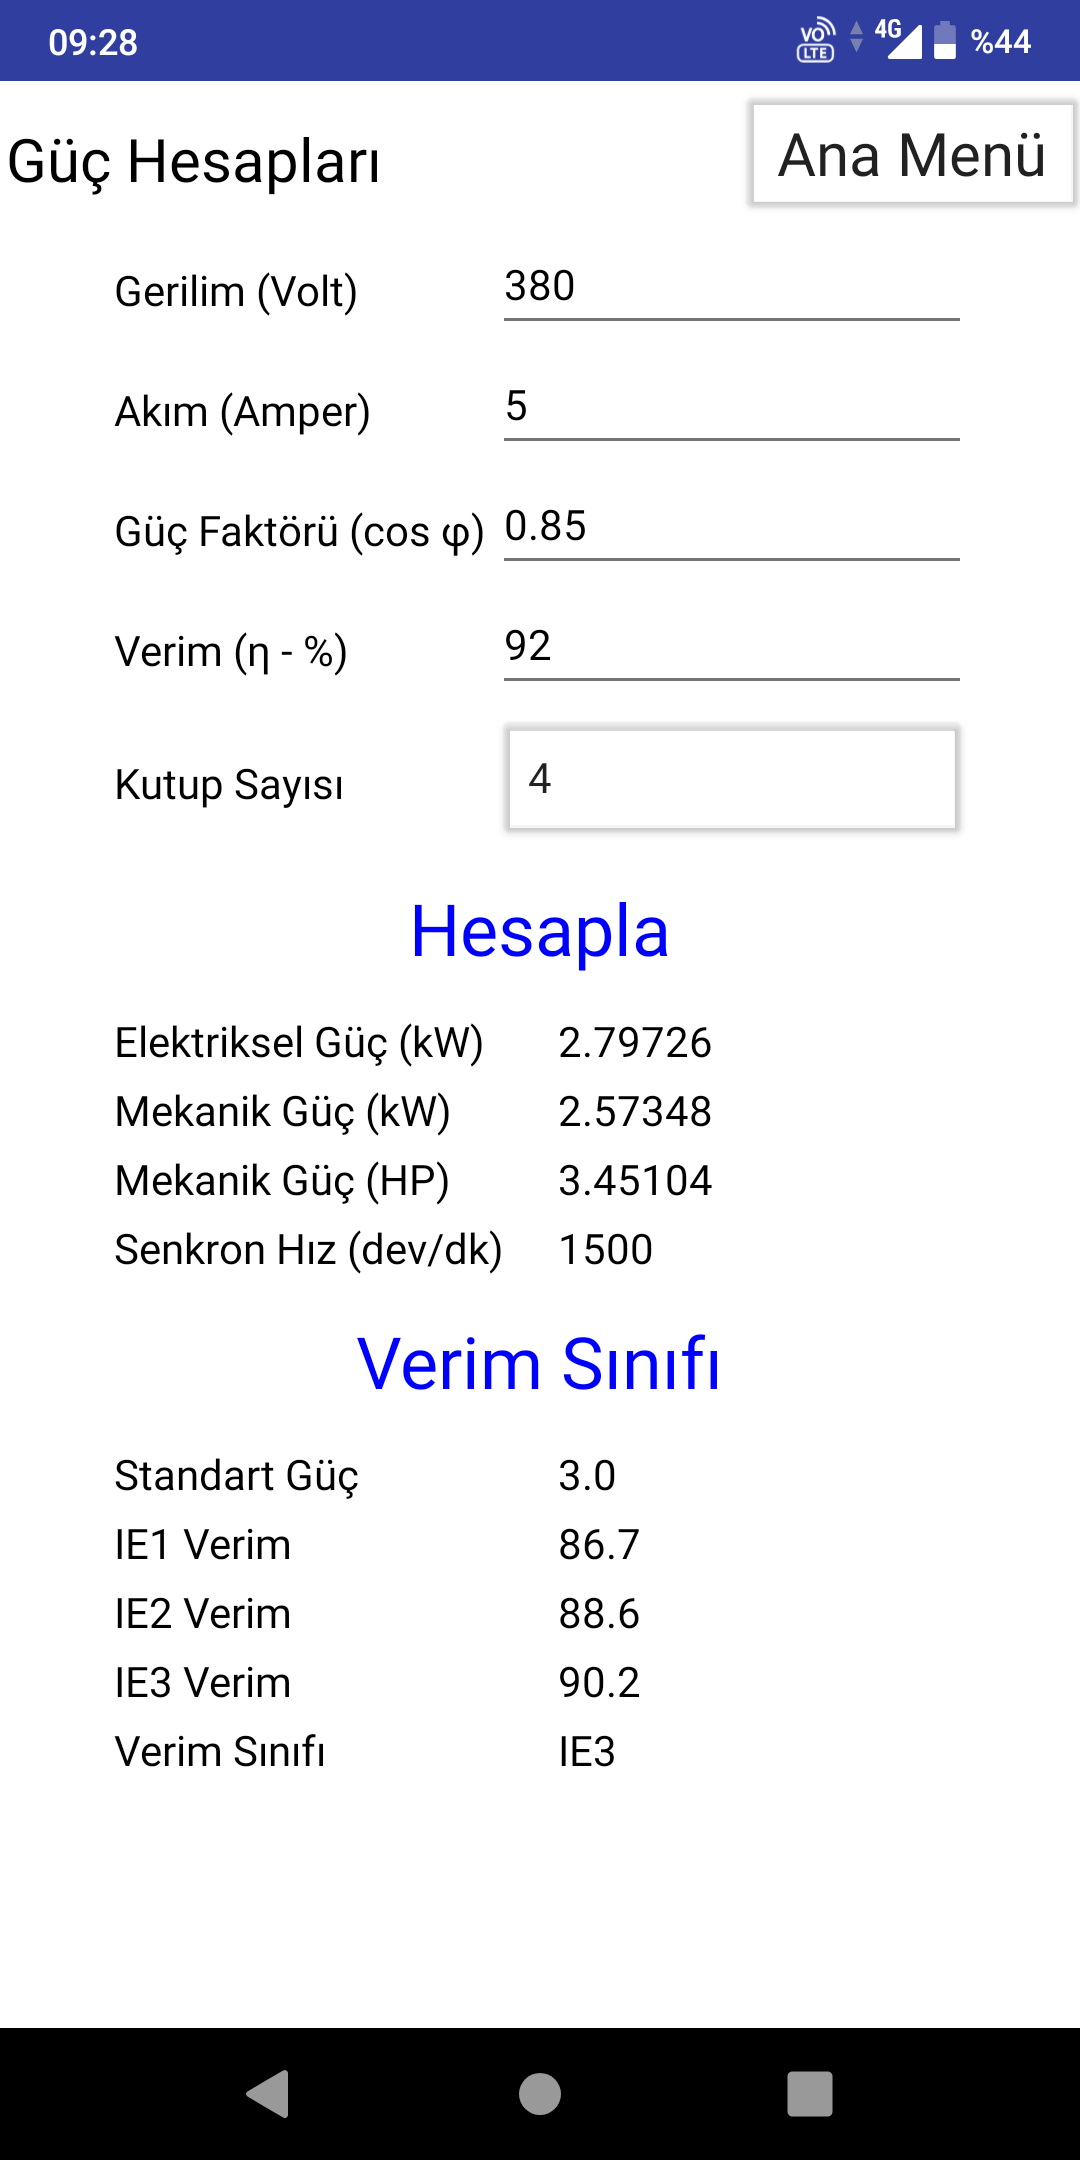 09:28 VO LTE 4G %44
Güç Hesapları Ana Menü
Gerilim (Volt) 380
Akım (Amper) 5
Güç Faktörü (cos φ) 0.85
Verim (η - %) 92
Kutup Sayısı 4
Hesapla
Elektriksel Güç (kW) 2.79726
Mekanik Güç (kW) 2.57348
Mekanik Güç (HP) 3.45104
Senkron Hız (dev/dk) 1500
Verim Sınıfı
Standart Güç 3.0
IE1 Verim 86.7
IE2 Verim 88.6
IE3 Verim 90.2
Verim Sınıfı IE3